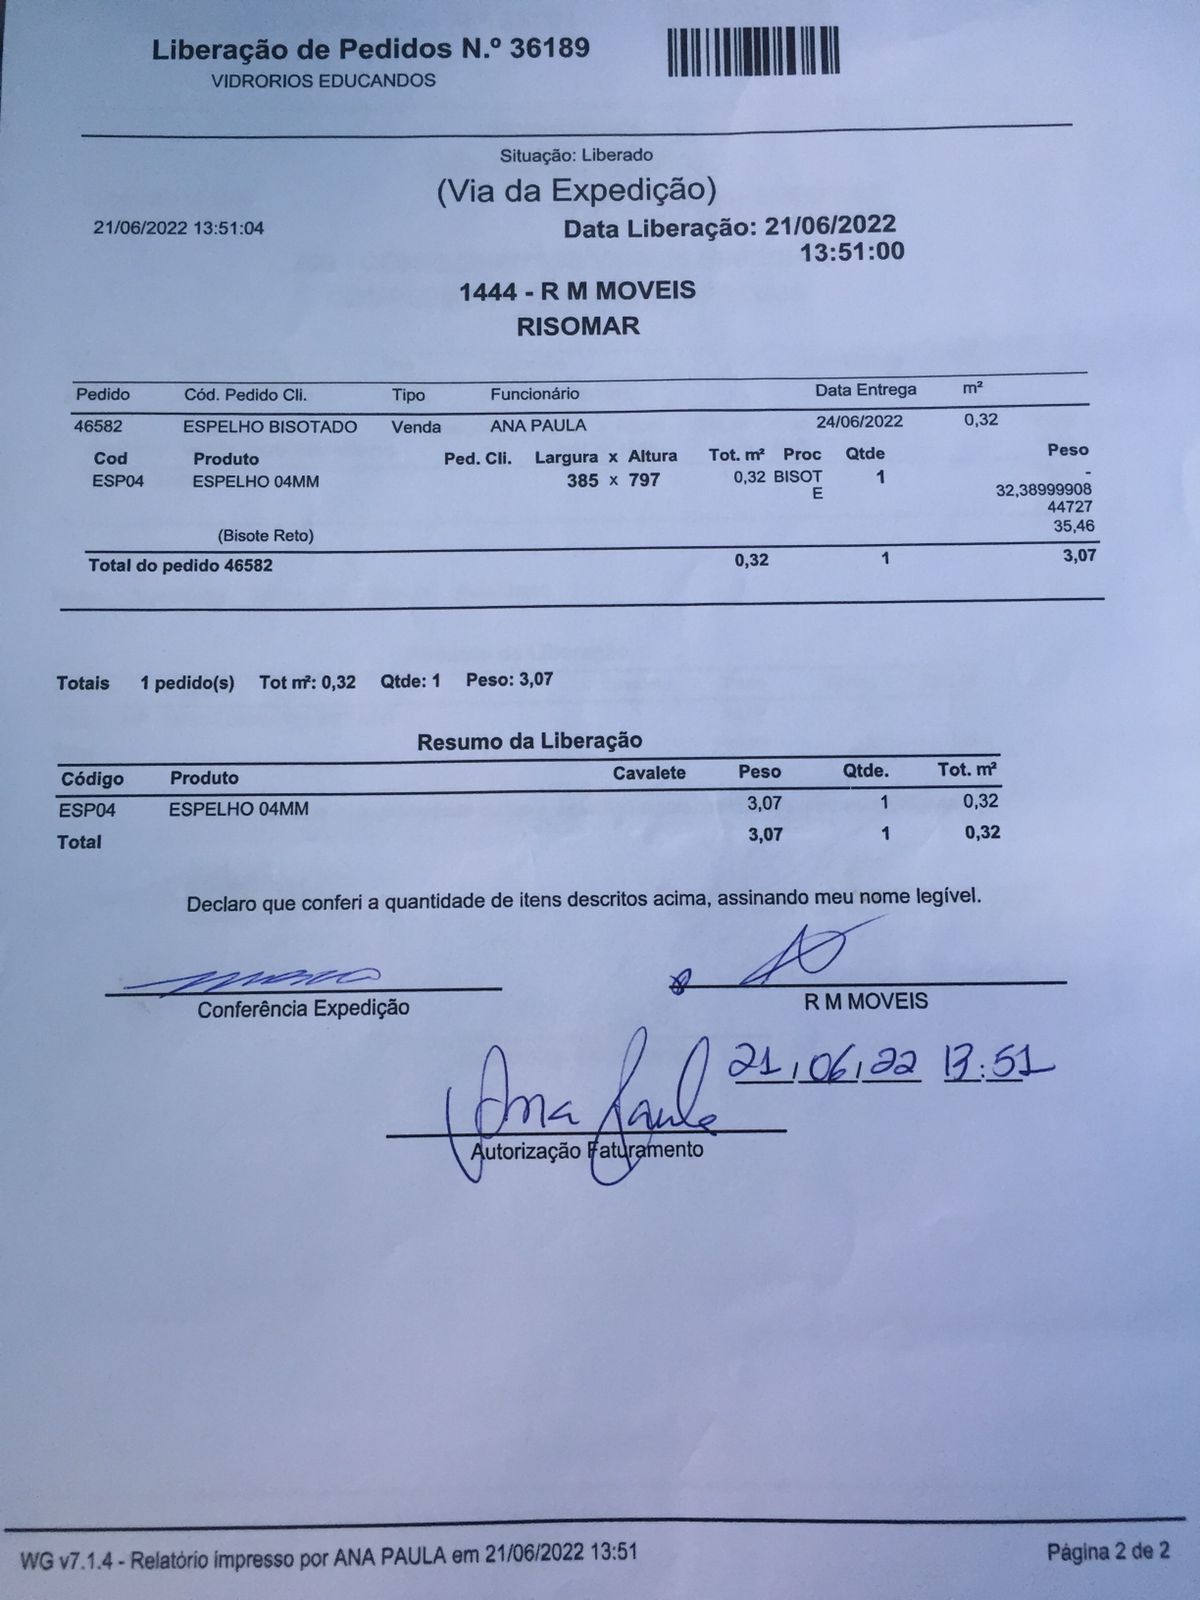 Liberação de Pedidos N.º 36189
VIDRORIOS EDUCANDOS
Situação: Liberado
(Via da Expedição)
21/06/2022 13:51:04 Data Liberação: 21/06/2022
13:51:00
1444 - R M MOVEIS
RISOMAR
Pedido Cód. Pedido Cli. Tipo Funcionário Data Entrega m²
46582 ESPELHO BISOTADO Venda ANA PAULA 24/06/2022 0,32
Cod Produto Ped. Cli. Largura x Altura Tot. m² Proc Qtde Peso
ESP04 ESPELHO 04MM 385 x 797 0,32 BISOT 1 -
E 32,38999908
44727
(Bisote Reto) 35,46
Total do pedido 46582 0,32 1 3,07
Totais 1 pedido(s) Tot m²: 0,32 Qtde: 1 Peso: 3,07
Resumo da Liberação
Código Produto Cavalete Peso Qtde. Tot. m²
ESP04 ESPELHO 04MM 3,07 1 0,32
Total 3,07 1 0,32
Declaro que conferi a quantidade de itens descritos acima, assinando meu nome legível.
Conferência Expedição R M MOVEIS
21/06/22 13:51
Ana Paula
Autorização Faturamento
WG v7.1.4 - Relatório impresso por ANA PAULA em 21/06/2022 13:51 Página 2 de 2